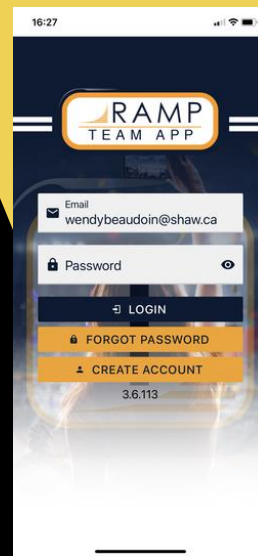 16:27
RAMP
TEAM APP
Email
wendybeaudoin@shaw.ca
Password
LOGIN
FORGOT PASSWORD
CREATE ACCOUNT
3.6.113